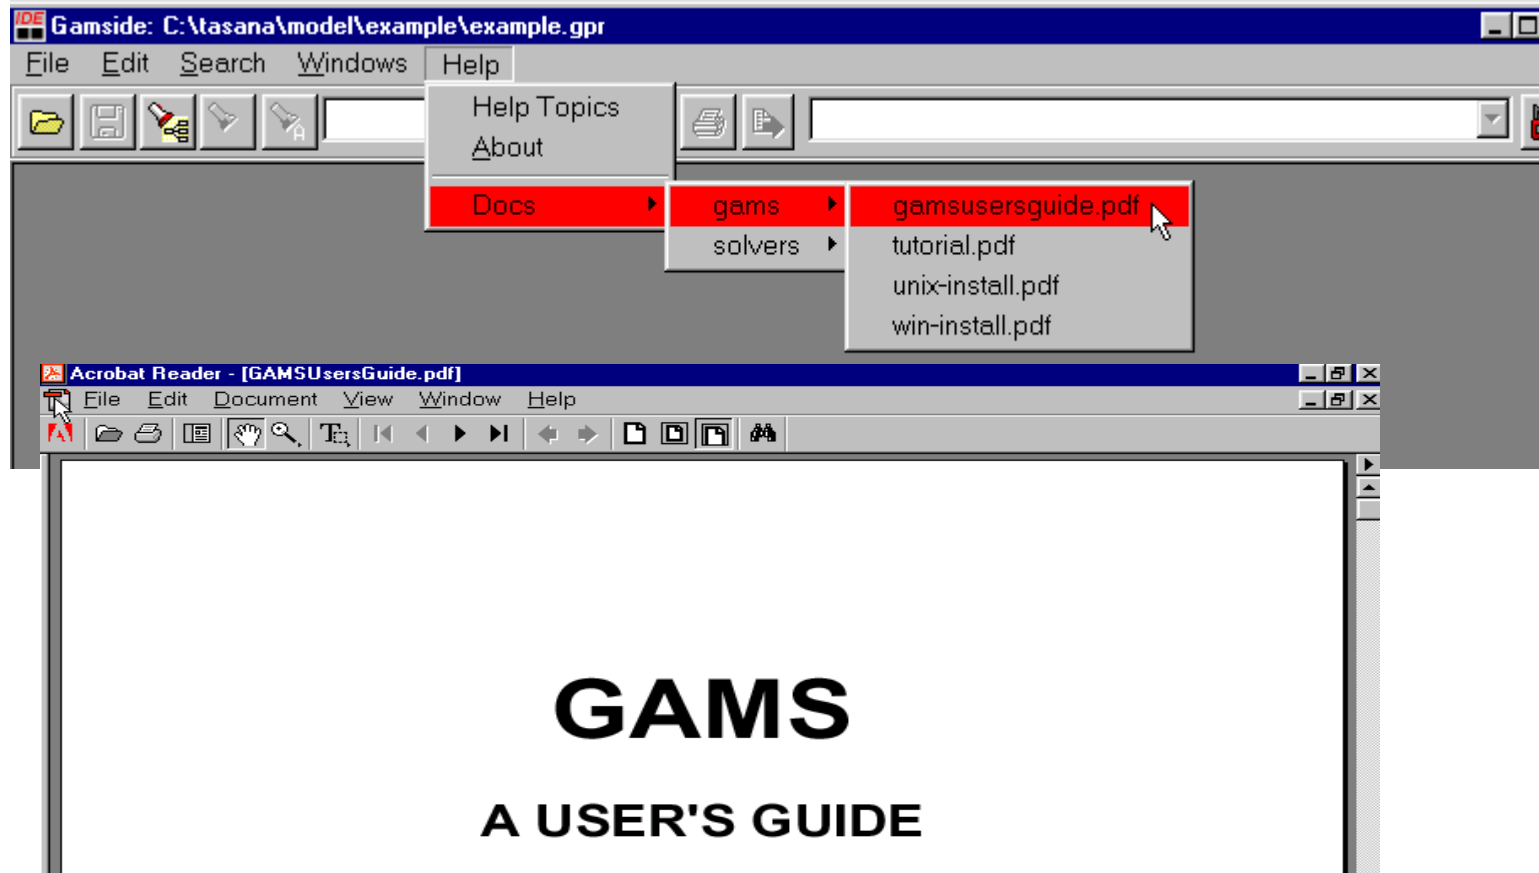 IDE Gamside: C:\tasana\model\example\example.gpr
File Edit Search Windows Help
Help Topics
About
Docs gams gamsusersguide.pdf
solvers tutorial.pdf
unix-install.pdf
win-install.pdf
Acrobat Reader - [GAMSUsersGuide.pdf]
File Edit Document View Window Help
GAMS
A USER'S GUIDE